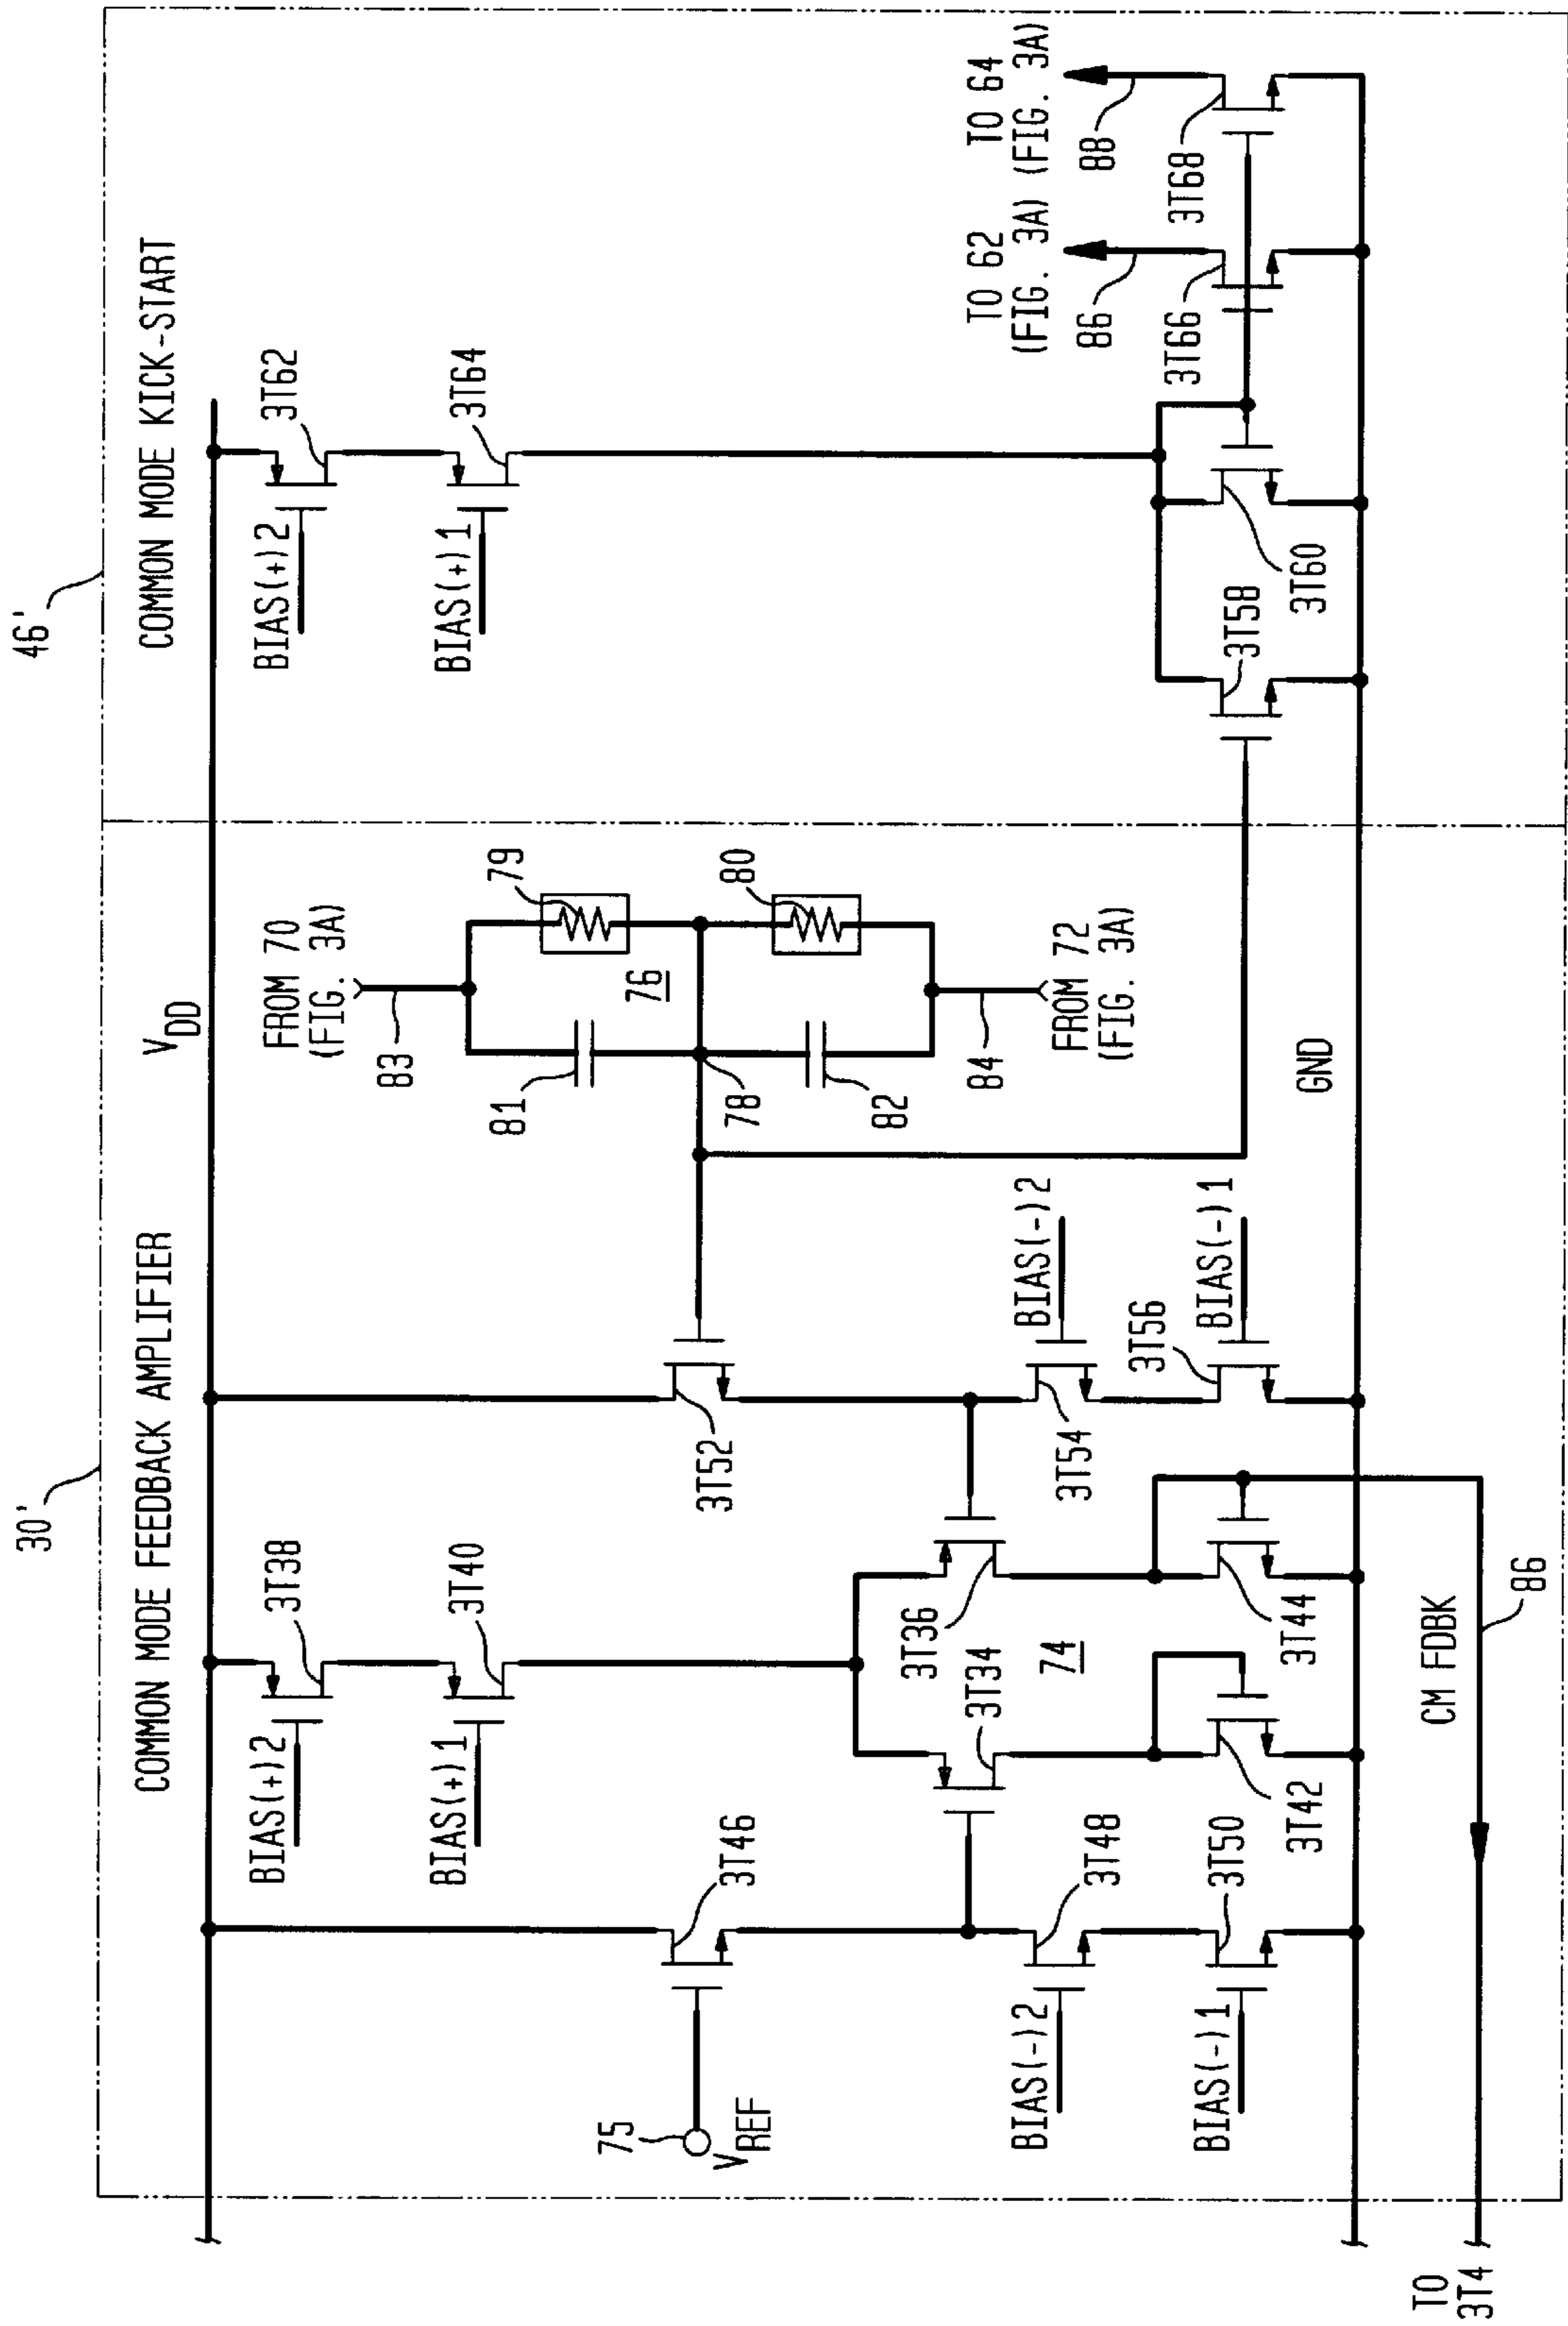 30'
46'
COMMON MODE FEEDBACK AMPLIFIER
COMMON MODE KICK-START
VDD
BIAS(+)2
3T38
BIAS(+)1
3T40
BIAS(+)2
3T62
BIAS(+)1
3T64
FROM 70
(FIG. 3A)
83
79
81
76
78
80
82
84
FROM 72
(FIG. 3A)
75
VREF
3T46
3T52
3T34
3T36
74
BIAS(-)2
3T48
BIAS(-)1
3T50
3T42
3T44
3T54
BIAS(-)2
3T56
BIAS(-)1
GND
3T58
3T60
TO 62
(FIG. 3A)
86
3T66
TO 64
(FIG. 3A)
88
3T68
CM FDBK
86
TO
3T4